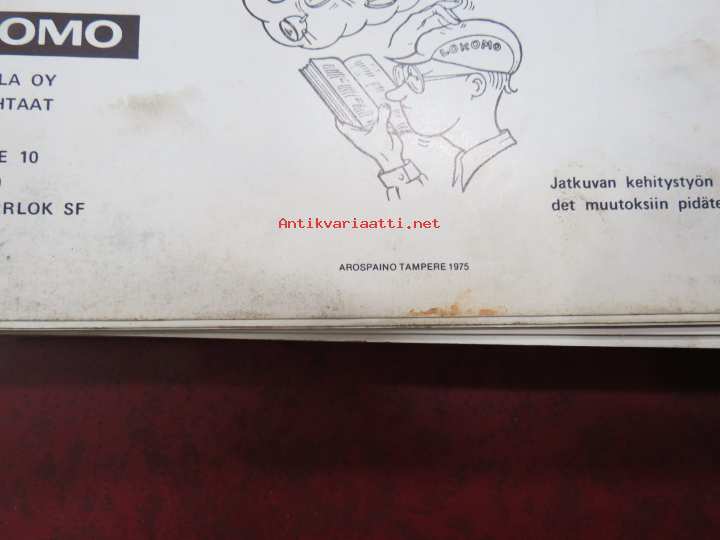 OMO
LA OY
HTAAT
E 10
RLOK SF
LOKOMO
Jatkuvan kehitystyön
det muutoksiin pidäte
Antikvariaatti.net
AROSPAINO TAMPERE 1975